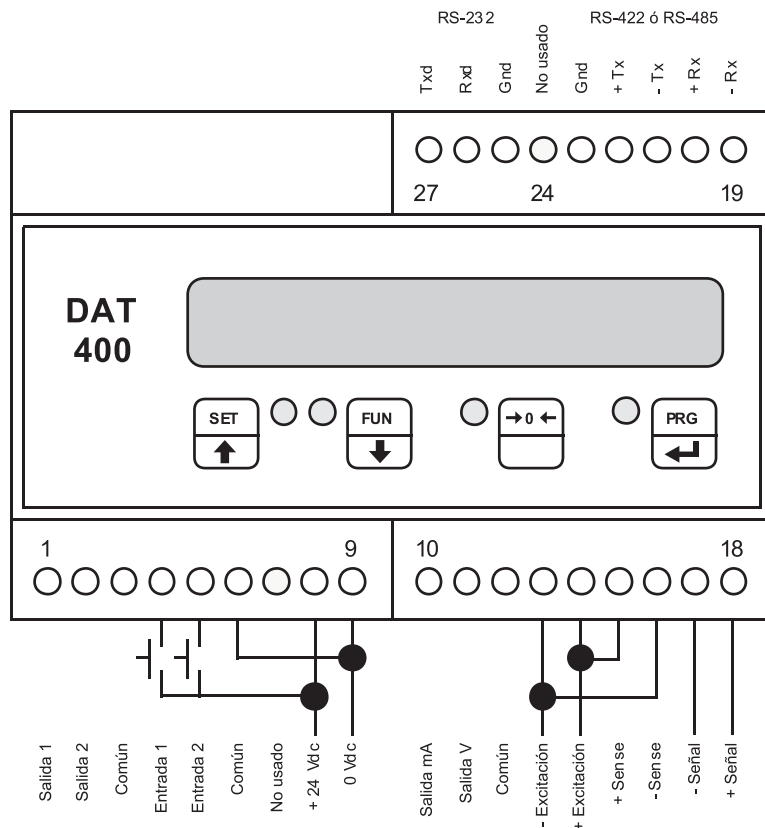 RS-232
RS-422 ó RS-485
Txd
Rxd
Gnd
No usado
Gnd
+ Tx
- Tx
+ Rx
- Rx
27
24
19
DAT
400
SET
FUN
→0←
PRG
1
9
10
18
Salida 1
Salida 2
Común
Entrada 1
Entrada 2
Común
No usado
+ 24 Vdc
0 Vdc
Salida mA
Salida V
Común
- Excitación
+ Excitación
+ Sense
- Sense
- Señal
+ Señal